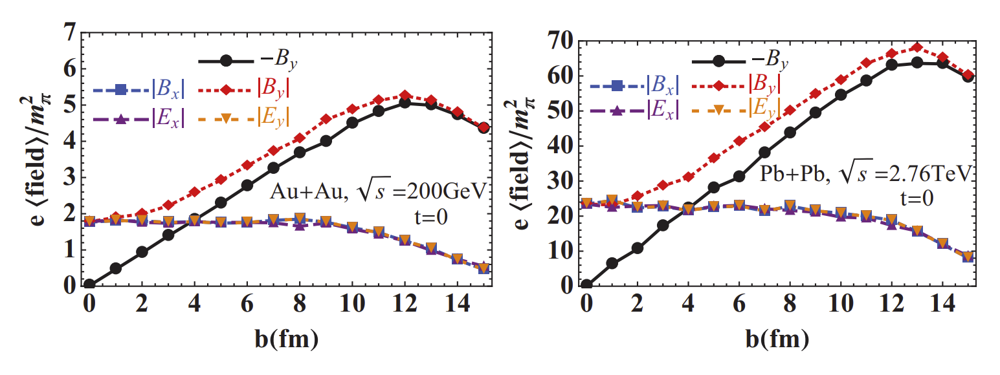 7
6
5
4
3
2
1
0
e ⟨field⟩/m_π^2
−B_y
|B_x|
|B_y|
|E_x|
|E_y|
Au+Au, √s =200GeV
t=0
0 2 4 6 8 10 12 14
b(fm)
70
60
50
40
30
20
10
0
e ⟨field⟩/m_π^2
−B_y
|B_x|
|B_y|
|E_x|
|E_y|
Pb+Pb, √s =2.76TeV
t=0
0 2 4 6 8 10 12 14
b(fm)